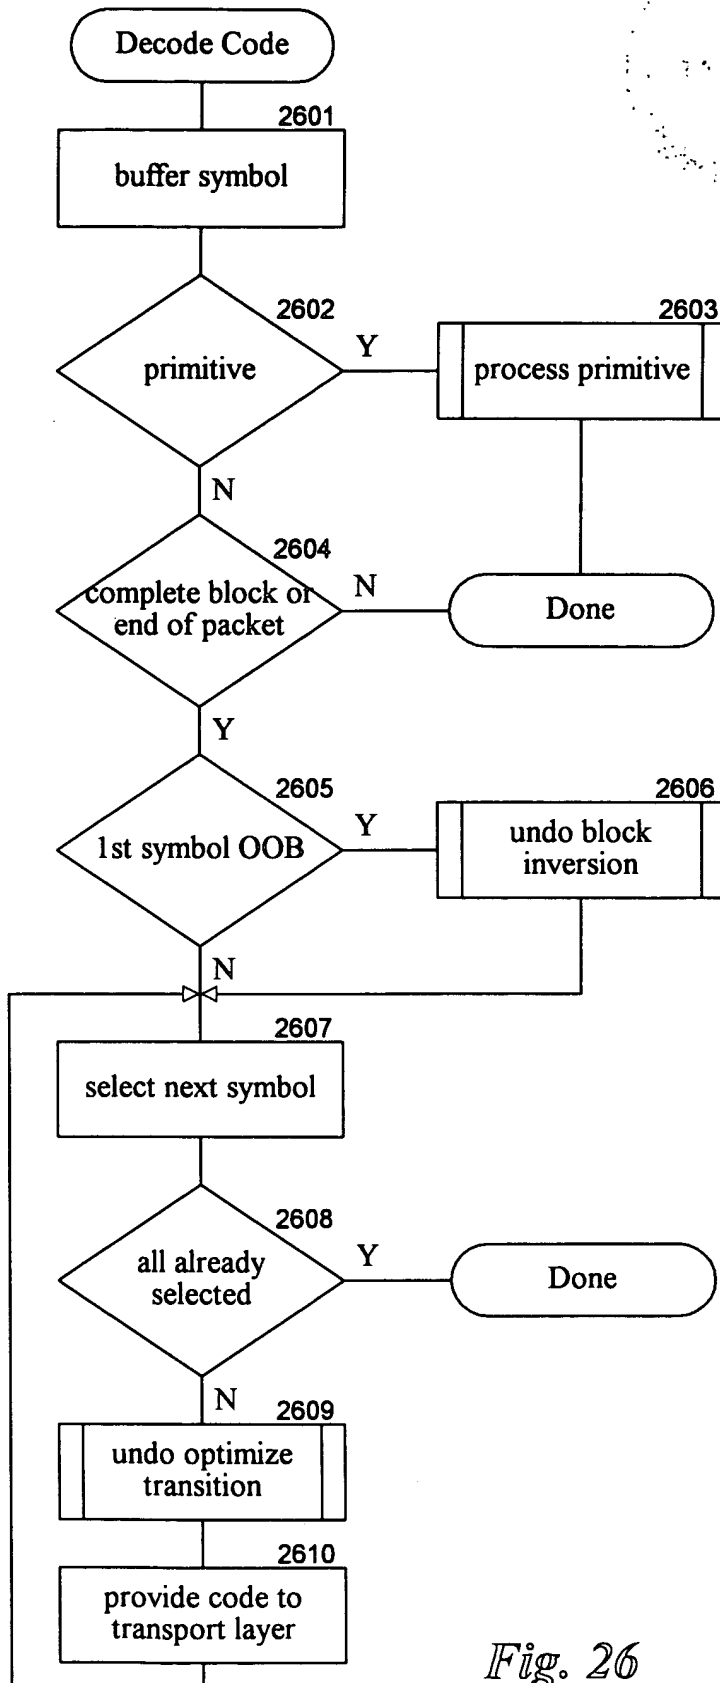 Decode Code
2601
buffer symbol
2602
primitive
Y
2603
process primitive
N
2604
complete block or
end of packet
N
Done
Y
2605
1st symbol OOB
Y
2606
undo block
inversion
N
2607
select next symbol
2608
all already
selected
Y
Done
N
2609
undo optimize
transition
2610
provide code to
transport layer
Fig. 26